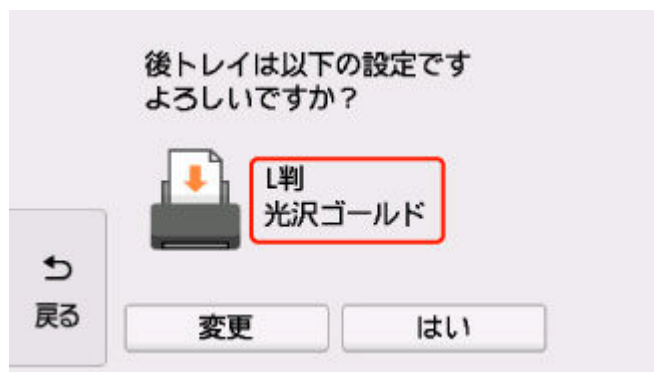 後トレイは以下の設定です
よろしいですか？
L判
光沢ゴールド
戻る
変更
はい